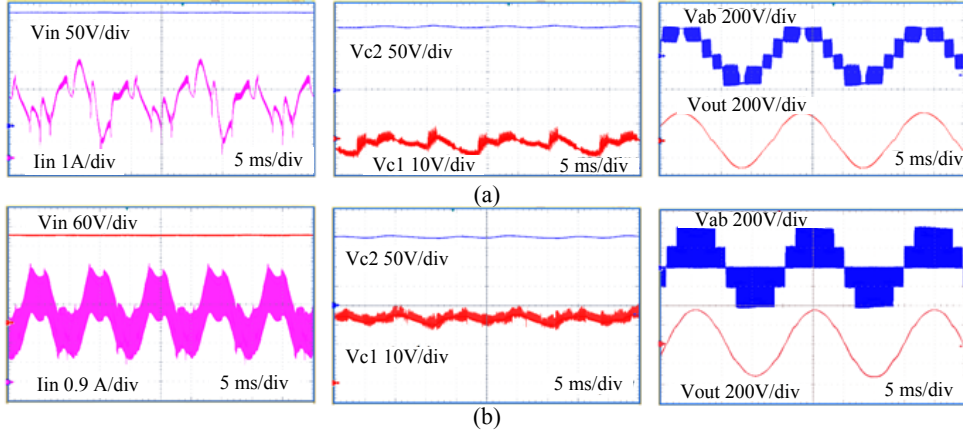 Vin 50V/div
Iin 1A/div
5 ms/div
Vc2 50V/div
Vc1 10V/div
5 ms/div
Vab 200V/div
Vout 200V/div
5 ms/div
(a)
Vin 60V/div
Iin 0.9 A/div
5 ms/div
Vc2 50V/div
Vc1 10V/div
5 ms/div
Vab 200V/div
Vout 200V/div
5 ms/div
(b)